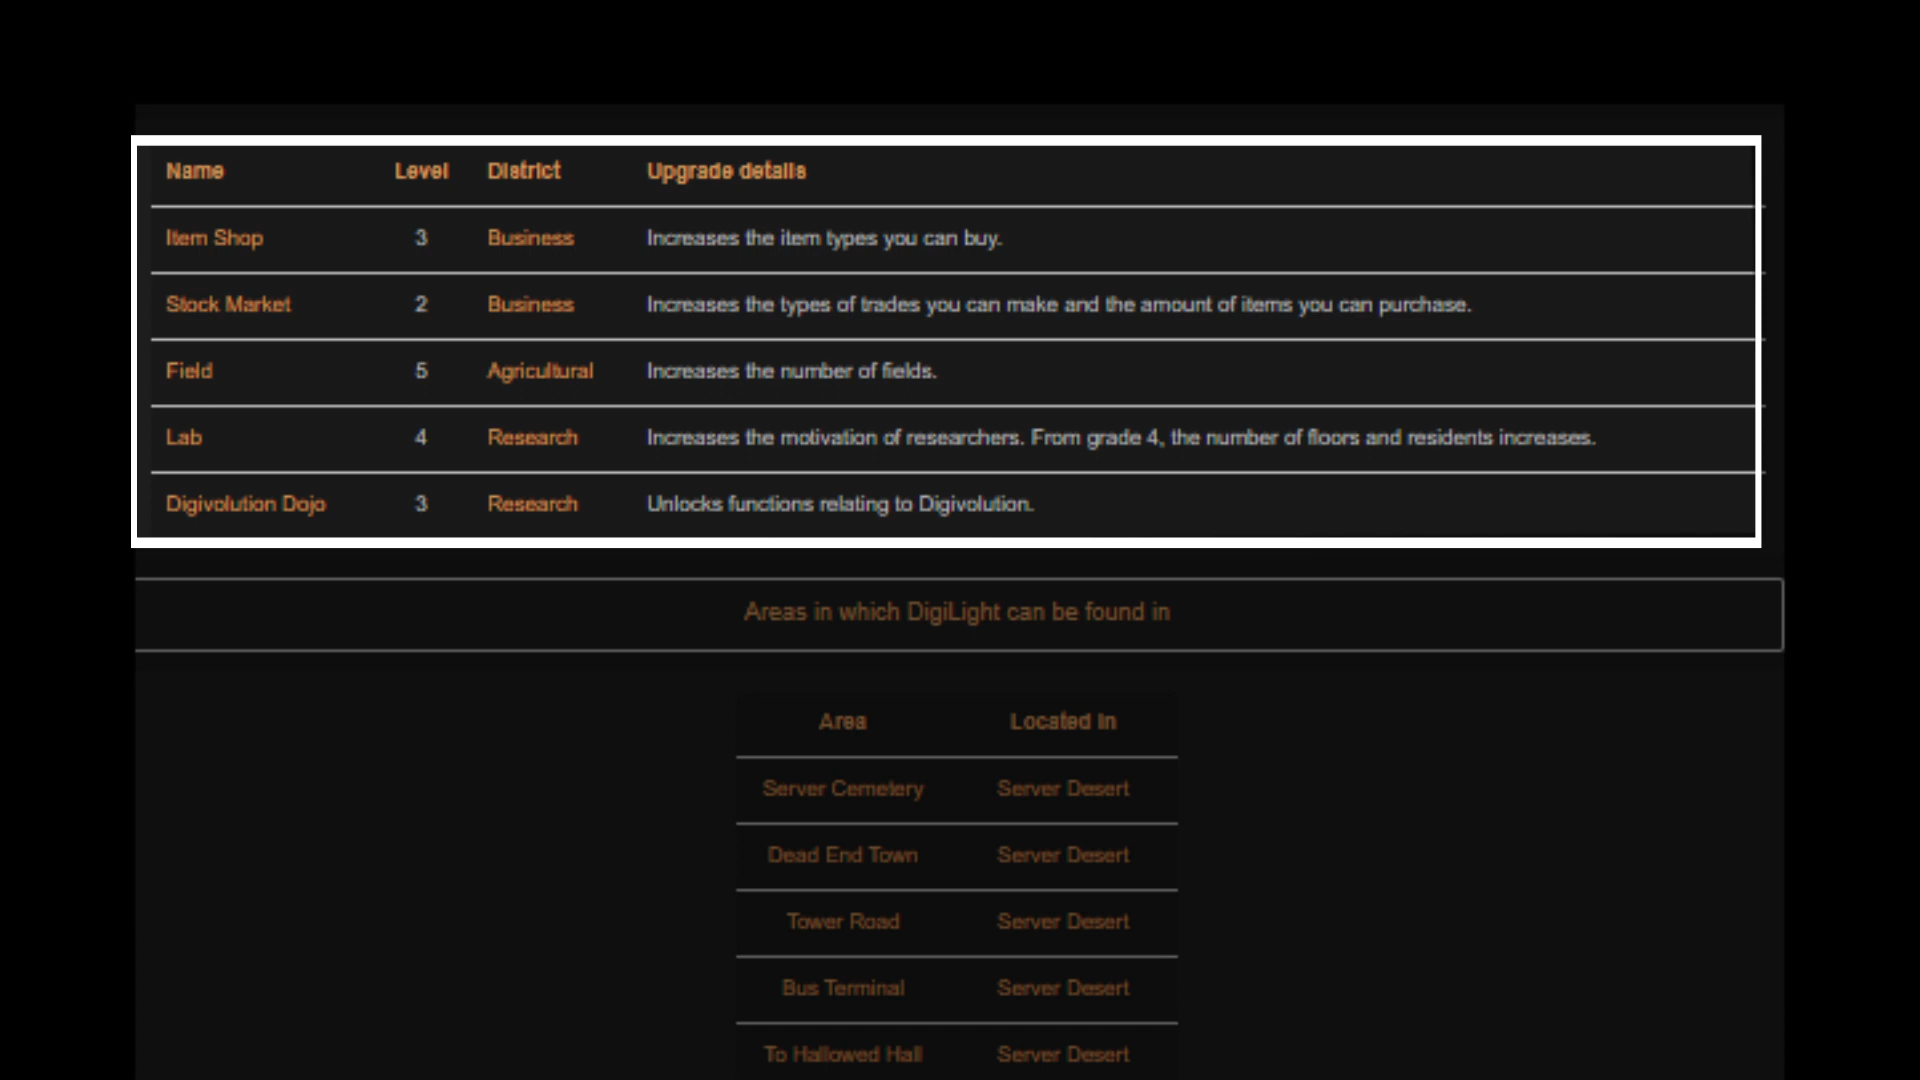 Name Level District Upgrade details
Item Shop 3 Business Increases the item types you can buy.
Stock Market 2 Business Increases the types of trades you can make and the amount of items you can purchase.
Field 5 Agricultural Increases the number of fields.
Lab 4 Research Increases the motivation of researchers. From grade 4, the number of floors and residents increases.
Digivolution Dojo 3 Research Unlocks functions relating to Digivolution.
Areas in which DigiLight can be found in
Area Located In
Server Cemetery Server Desert
Dead End Town Server Desert
Tower Road Server Desert
Bus Terminal Server Desert
To Hallowed Hall Server Desert